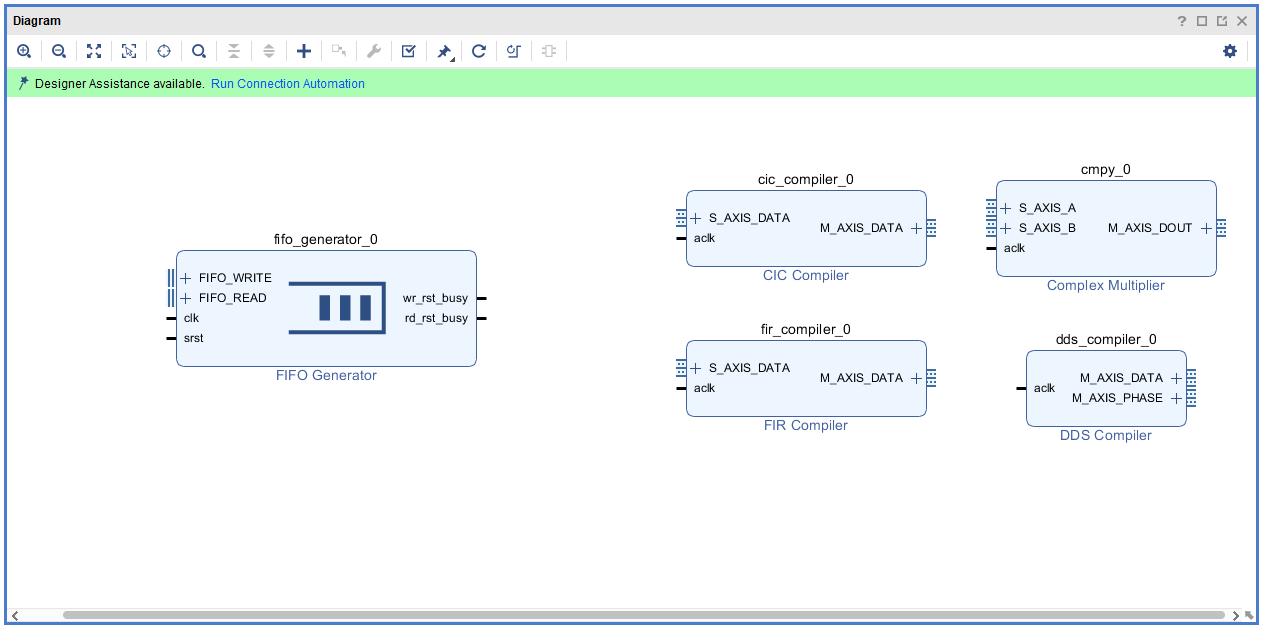 Diagram
Designer Assistance available. Run Connection Automation
fifo_generator_0
FIFO_WRITE
FIFO_READ
clk
srst
wr_rst_busy
rd_rst_busy
FIFO Generator
cic_compiler_0
S_AXIS_DATA
aclk
M_AXIS_DATA
CIC Compiler
cmpy_0
S_AXIS_A
S_AXIS_B
aclk
M_AXIS_DOUT
Complex Multiplier
fir_compiler_0
S_AXIS_DATA
aclk
M_AXIS_DATA
FIR Compiler
dds_compiler_0
aclk
M_AXIS_DATA
M_AXIS_PHASE
DDS Compiler